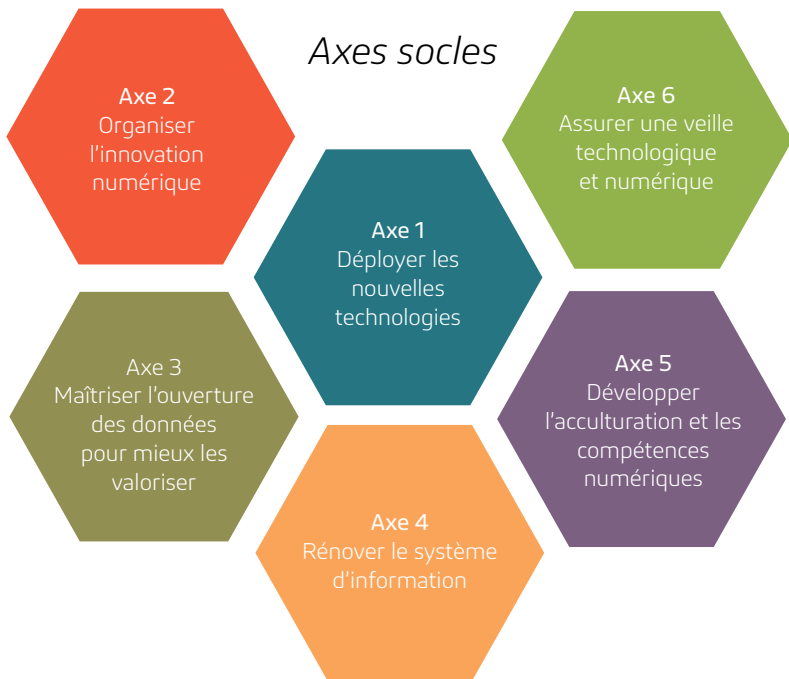 Axes socles
Axe 1
Déployer les
nouvelles
technologies
Axe 2
Organiser
l'innovation
numérique
Axe 3
Maîtriser l'ouverture
des données
pour mieux les
valoriser
Axe 4
Rénover le système
d'information
Axe 5
Développer
l'acculturation et les
compétences
numériques
Axe 6
Assurer une veille
technologique
et numérique